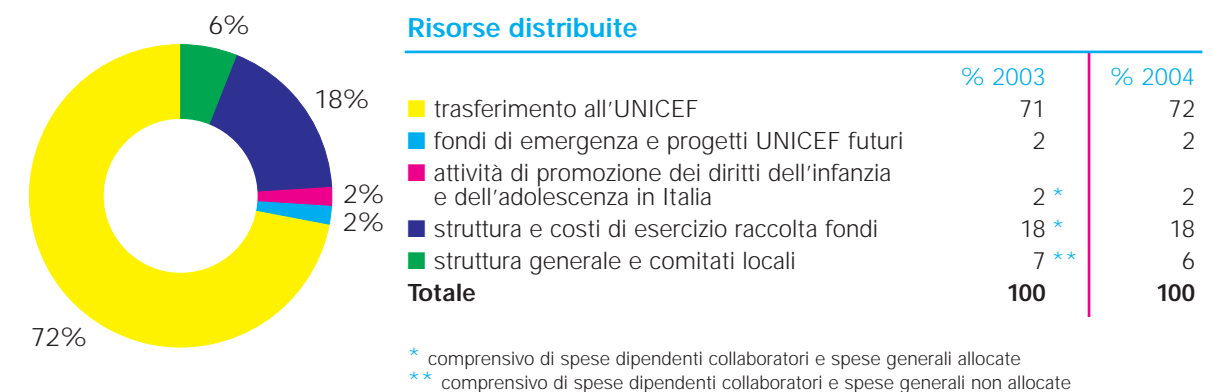 6%
18%
2%
2%
72%
Risorse distribuite
% 2003 % 2004
trasferimento all'UNICEF 71 72
fondi di emergenza e progetti UNICEF futuri 2 2
attività di promozione dei diritti dell'infanzia
e dell'adolescenza in Italia 2 * 2
struttura e costi di esercizio raccolta fondi 18 * 18
struttura generale e comitati locali 7 ** 6
Totale 100 100
* comprensivo di spese dipendenti collaboratori e spese generali allocate
** comprensivo di spese dipendenti collaboratori e spese generali non allocate